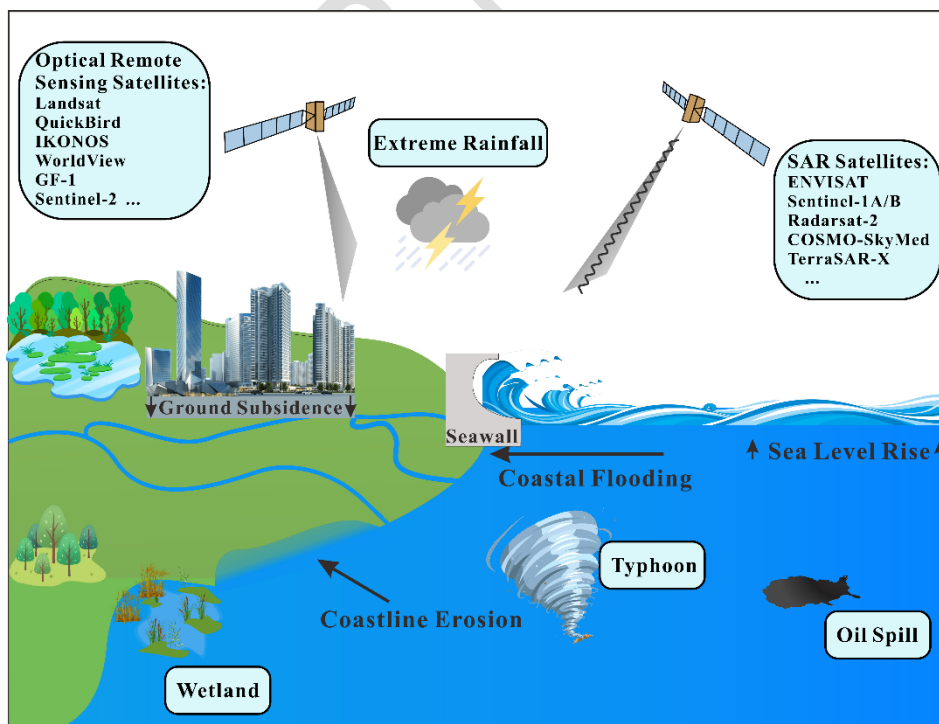 Optical Remote
Sensing Satellites:
Landsat
QuickBird
IKONOS
WorldView
GF-1
Sentinel-2 ...
Extreme Rainfall
SAR Satellites:
ENVISAT
Sentinel-1A/B
Radarsat-2
COSMO-SkyMed
TerraSAR-X
...
Ground Subsidence
Seawall
Sea Level Rise
Coastal Flooding
Typhoon
Coastline Erosion
Oil Spill
Wetland